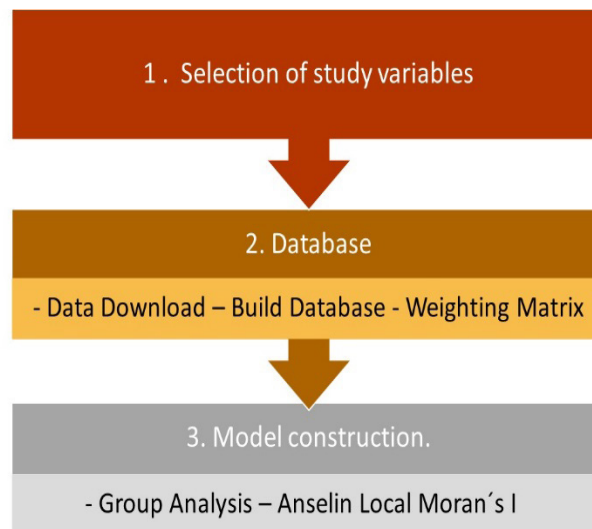 1 . Selection of study variables
2. Database
- Data Download – Build Database - Weighting Matrix
3. Model construction.
- Group Analysis – Anselin Local Moran´s I